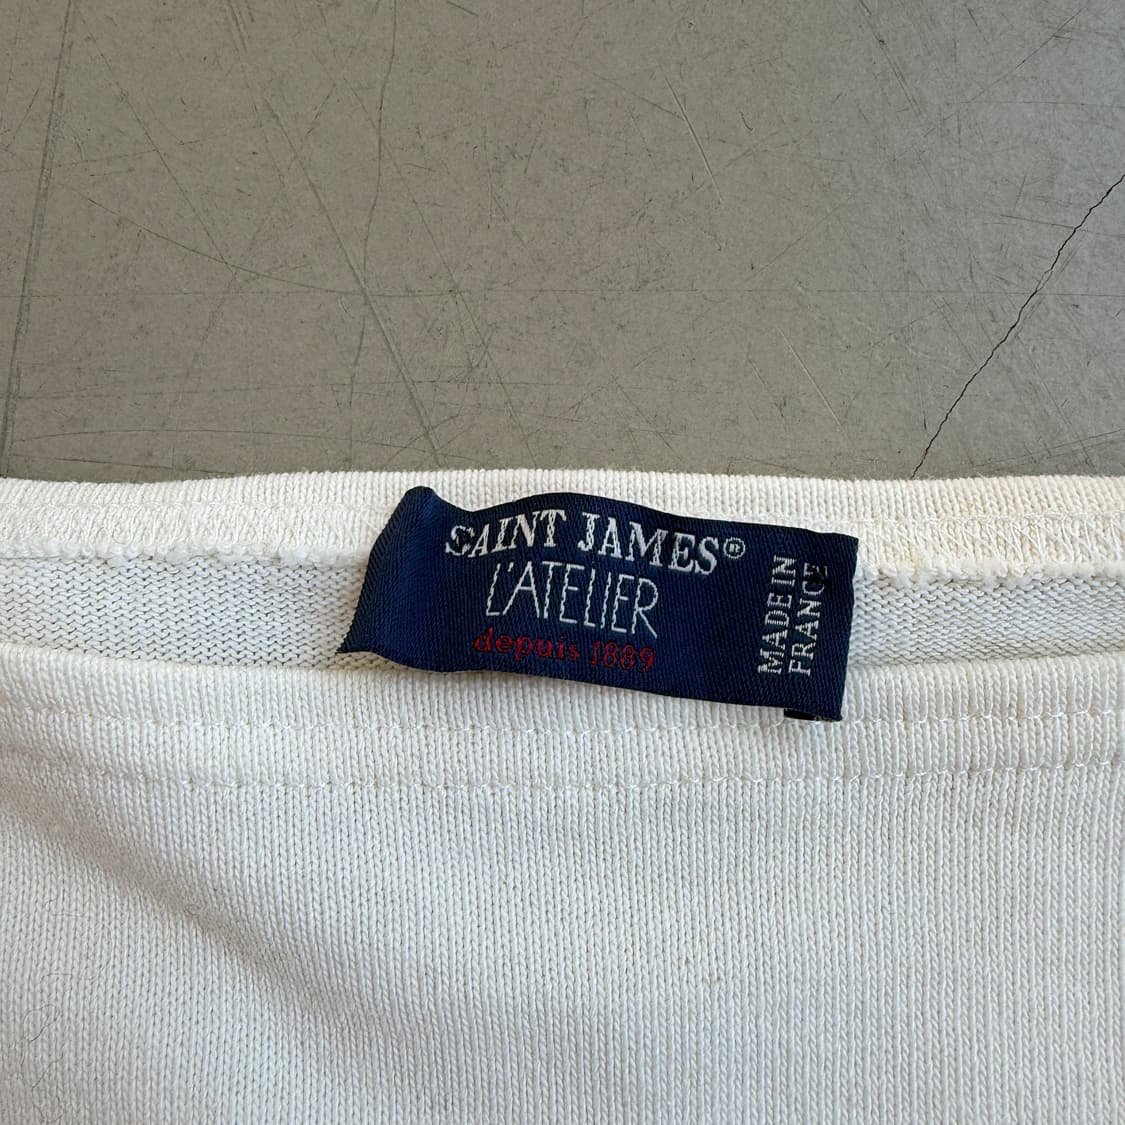 SAINT JAMES®
L'ATELIER
depuis 1889
MADE IN
FRANCE